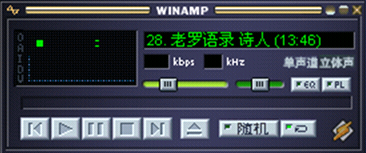 WINAMP
O
A
I
D
V
28. 老罗语录 诗人 (13:46)
kbps kHz 单声道 立体声
EQ PL
随机